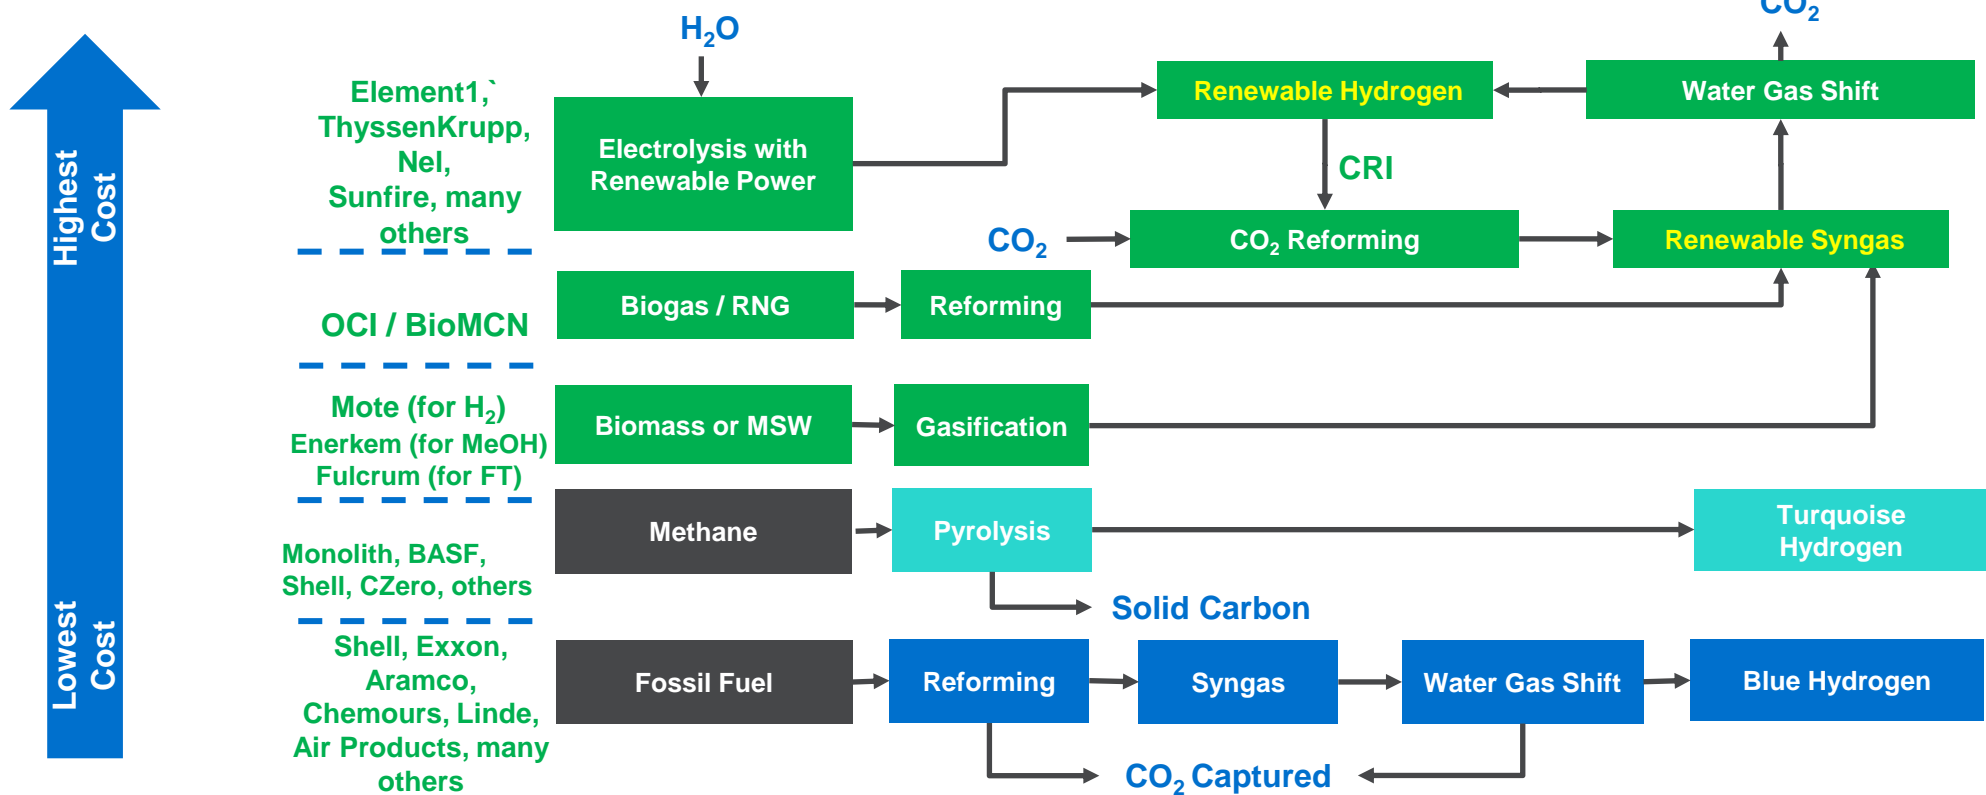 Highest
Cost
Lowest
Cost
Element1,`
ThyssenKrupp,
Nel,
Sunfire, many
others
OCI / BioMCN
Mote (for H₂)
Enerkem (for MeOH)
Fulcrum (for FT)
Monolith, BASF,
Shell, CZero, others
Shell, Exxon,
Aramco,
Chemours, Linde,
Air Products, many
others
H₂O
Electrolysis with
Renewable Power
Renewable Hydrogen
Water Gas Shift
CO₂
CRI
CO₂
CO₂ Reforming
Renewable Syngas
Biogas / RNG
Reforming
Biomass or MSW
Gasification
Methane
Pyrolysis
Turquoise
Hydrogen
Solid Carbon
Fossil Fuel
Reforming
Syngas
Water Gas Shift
Blue Hydrogen
CO₂ Captured